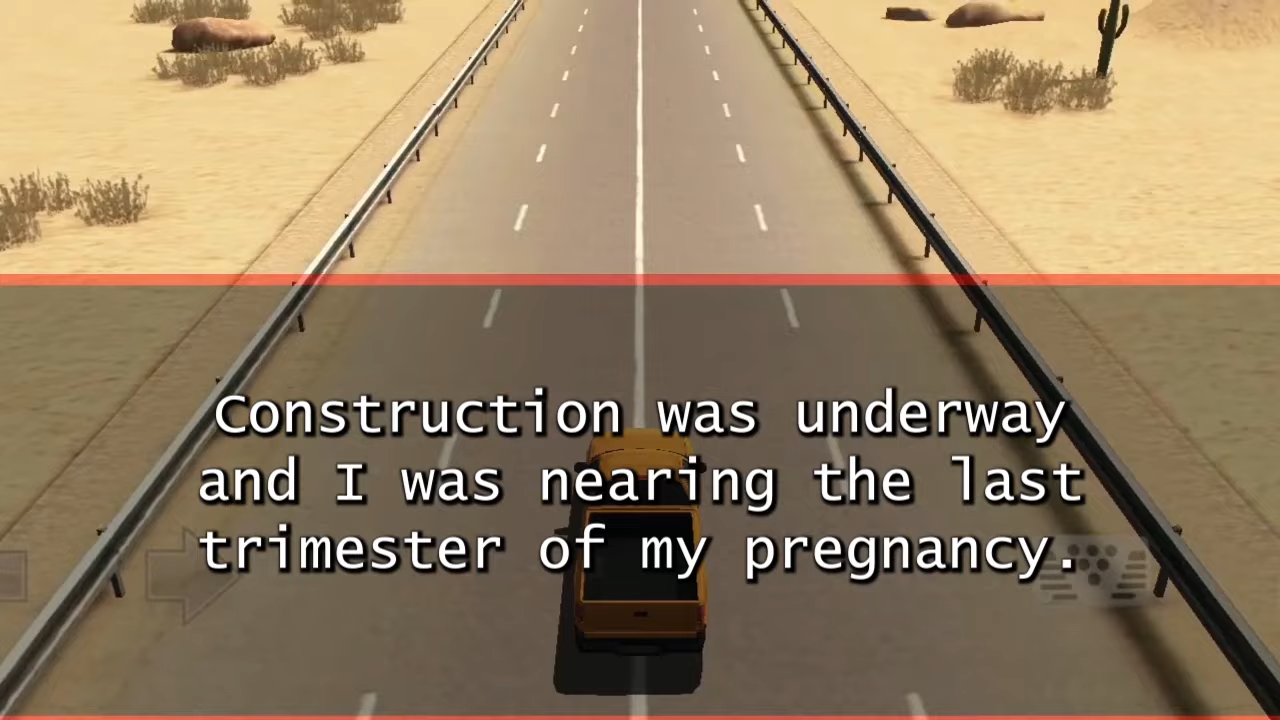 Construction was underway
and I was nearing the last
trimester of my pregnancy.